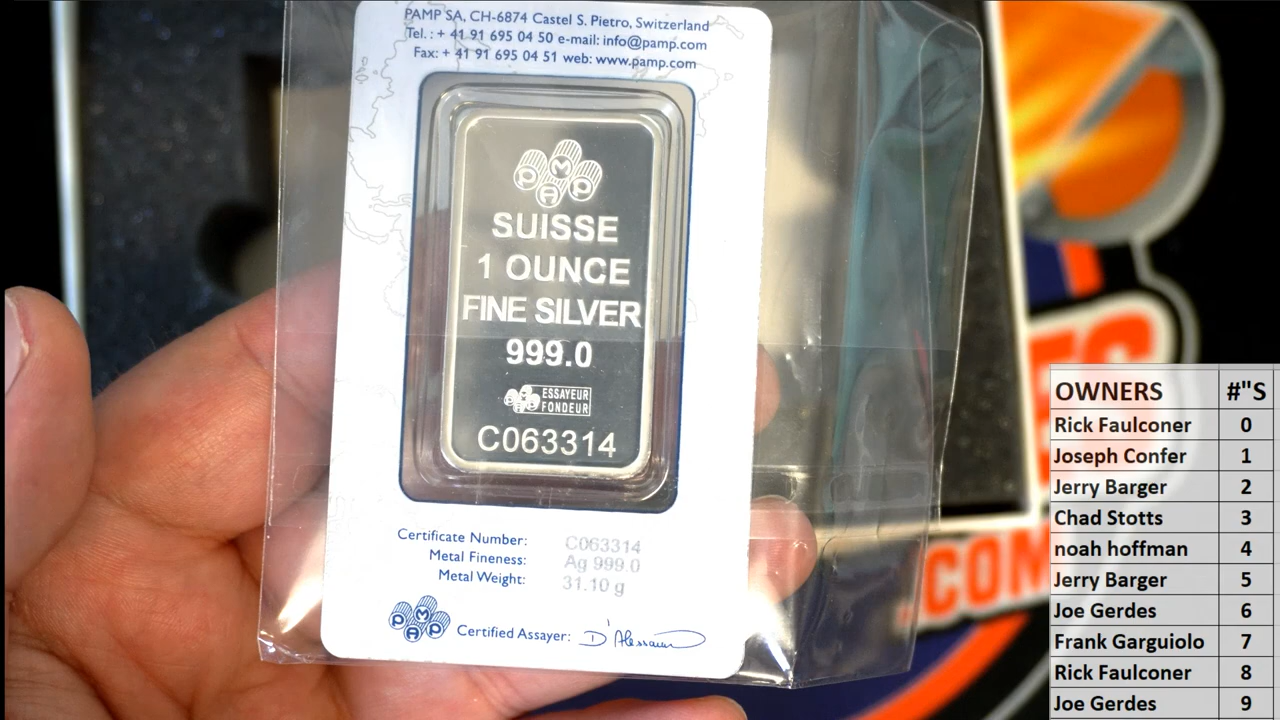 PAMP SA, CH-6874 Castel S. Pietro, Switzerland
Tel. : + 41 91 695 04 50 e-mail: info@pamp.com
Fax: + 41 91 695 04 51 web: www.pamp.com
PAMP
SUISSE
1 OUNCE
FINE SILVER
999.0
PAMP ESSAYEUR
FONDEUR
C063314
Certificate Number: C063314
Metal Fineness: Ag 999.0
Metal Weight: 31.10 g
PAMP Certified Assayer:
.COM
OWNERS #"S
Rick Faulconer 0
Joseph Confer 1
Jerry Barger 2
Chad Stotts 3
noah hoffman 4
Jerry Barger 5
Joe Gerdes 6
Frank Garguiolo 7
Rick Faulconer 8
Joe Gerdes 9